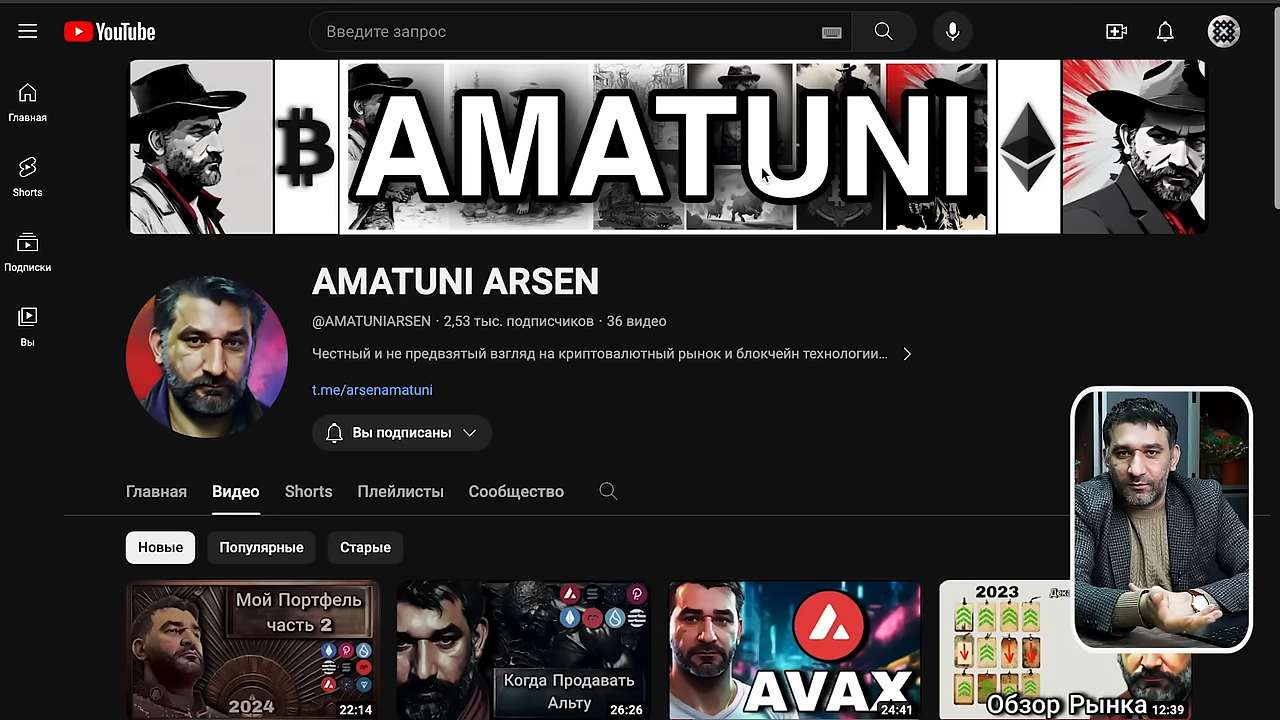 YouTube
Введите запрос
Главная
Shorts
Подписки
Вы
AMATUNI
AMATUNI ARSEN
@AMATUNIARSEN · 2,53 тыс. подписчиков · 36 видео
Честный и не предвзятый взгляд на криптовалютный рынок и блокчейн технологии...
t.me/arsenamatuni
Вы подписаны
Главная Видео Shorts Плейлисты Сообщество
Новые Популярные Старые
Мой Портфель
часть 2
2024
22:14
Когда Продавать
Альту
26:26
AVAX
24:41
2023
Обзор Рынка
12:39